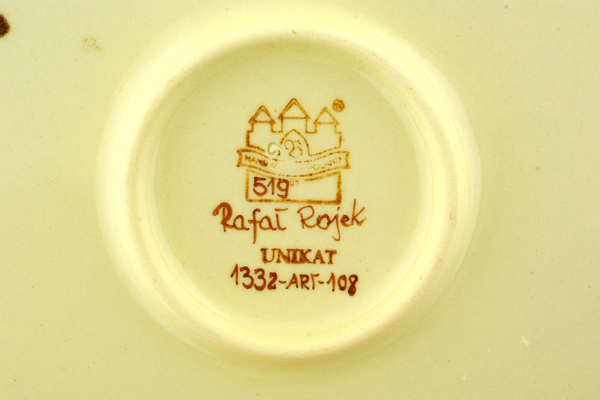 519
Rafał Rojek
UNIKAT
1332-ART-108